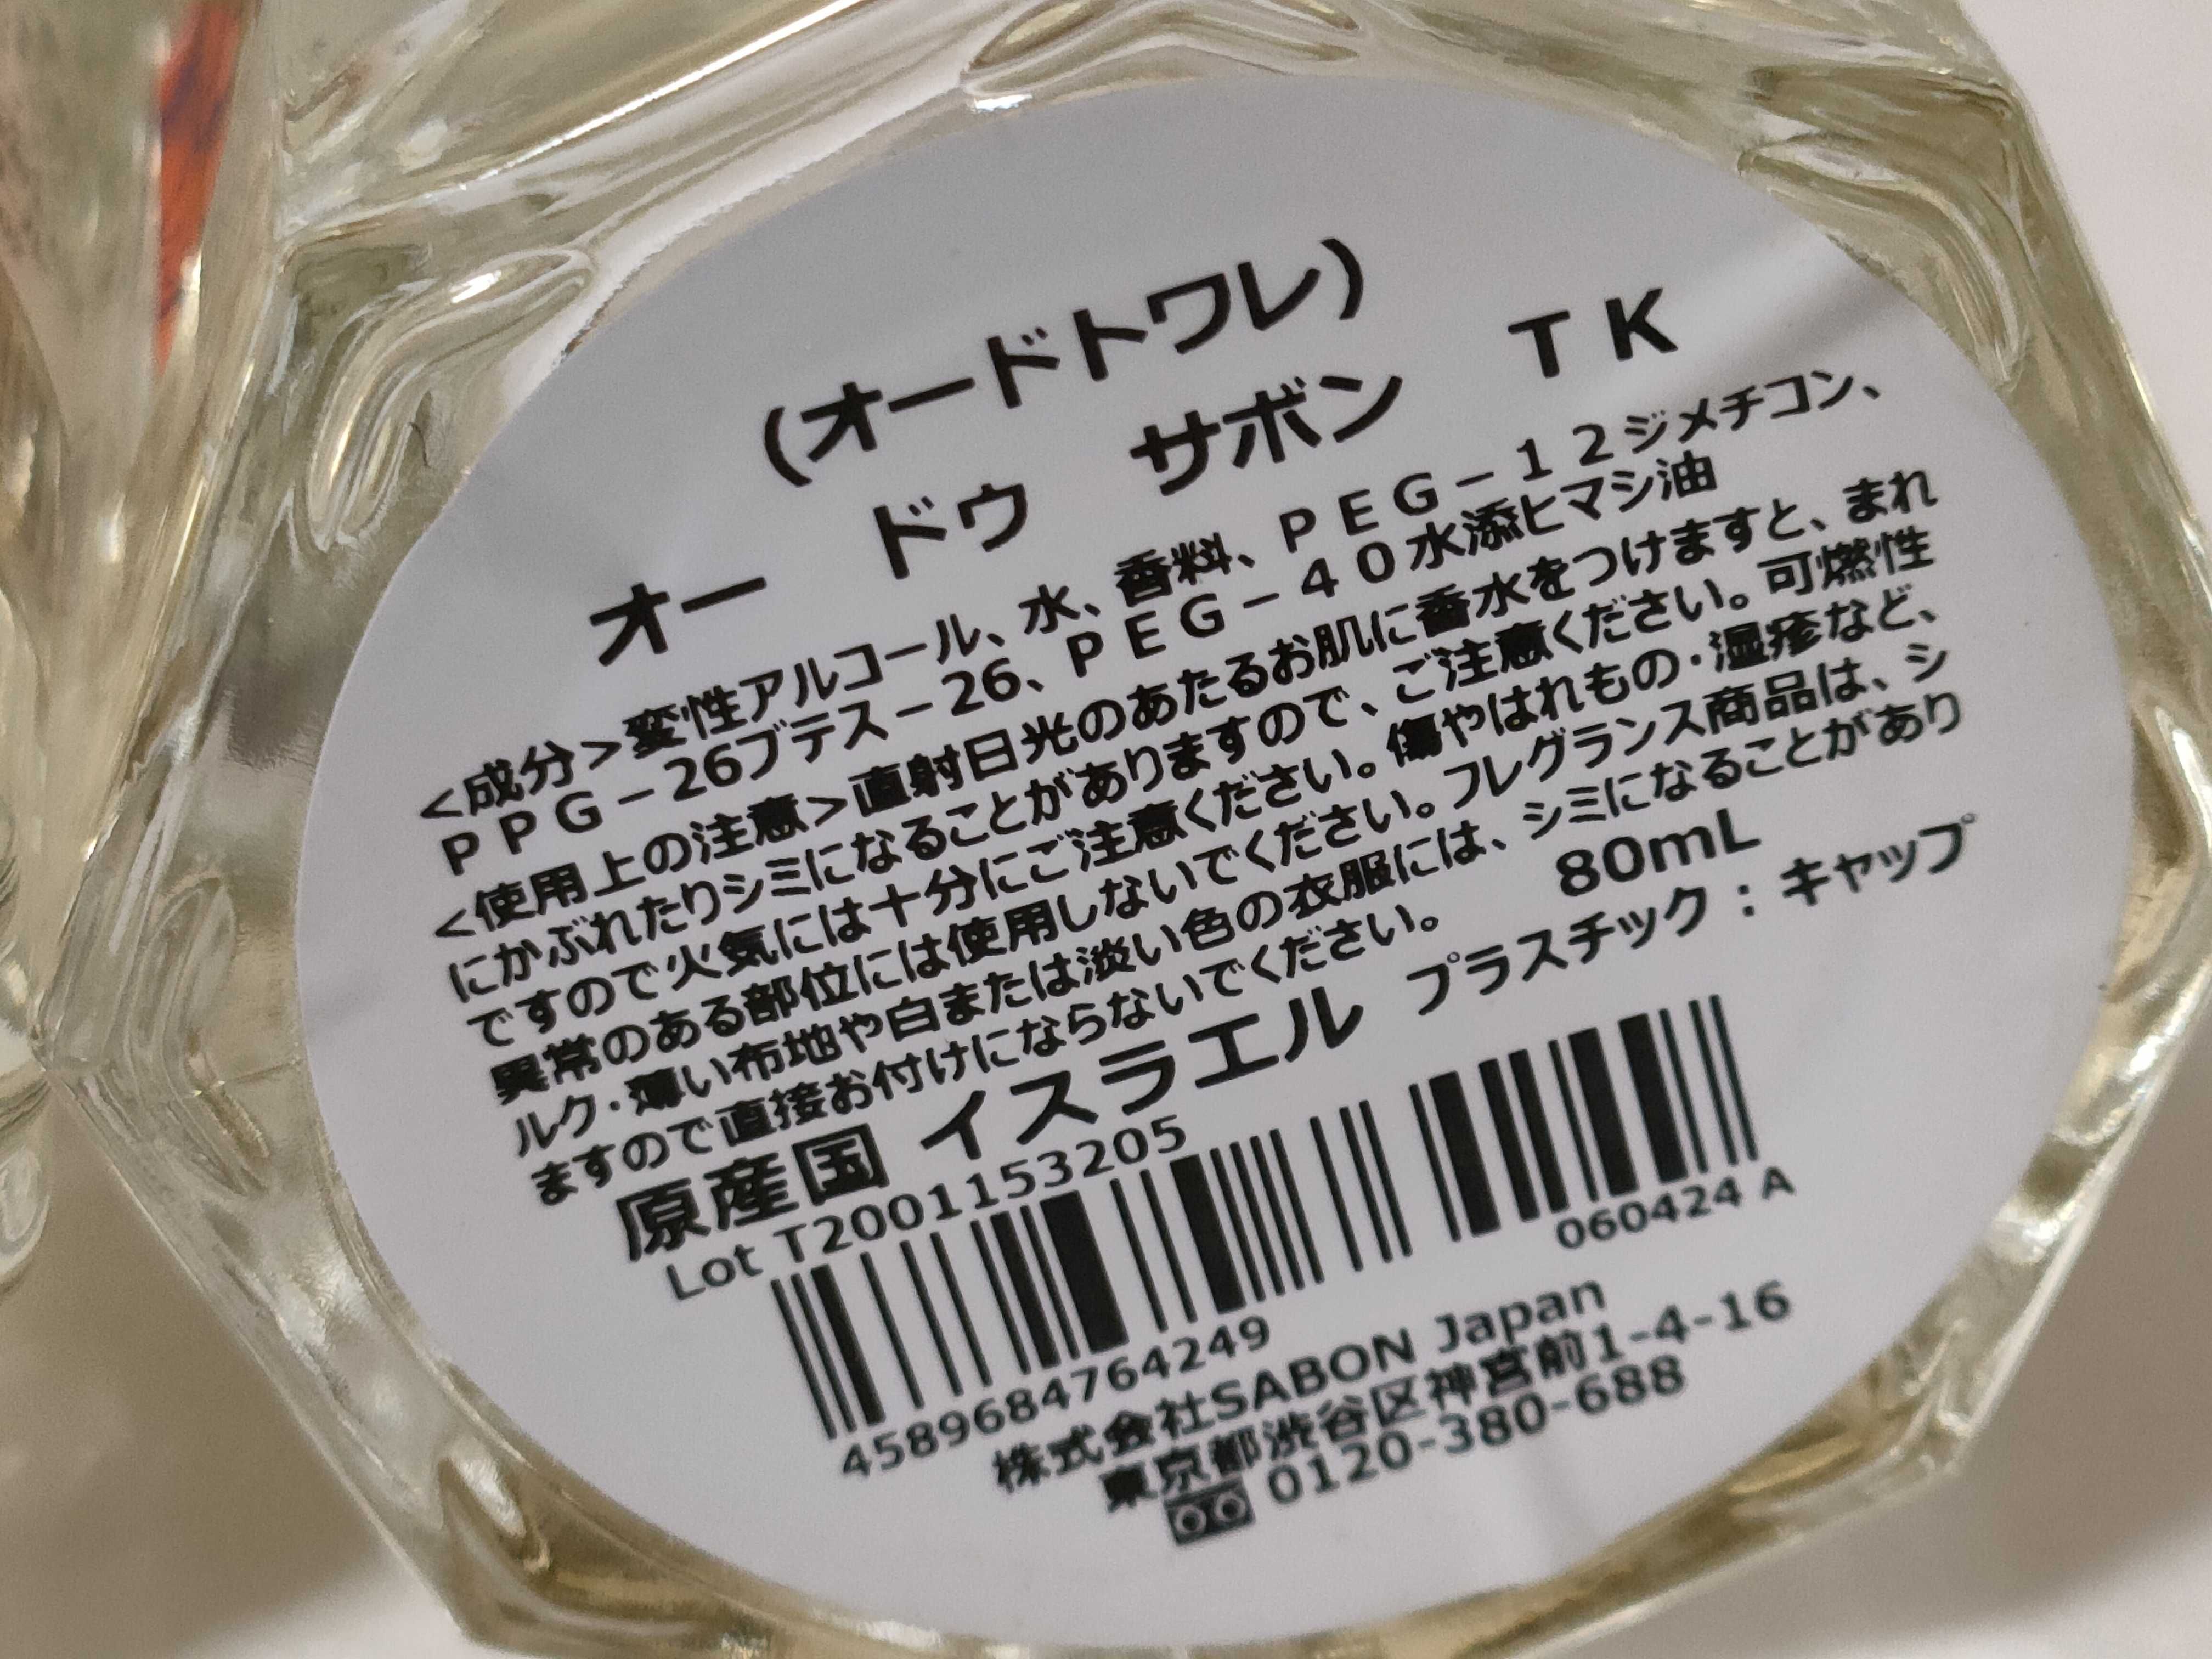 (オードトワレ)
オー　ドゥ　サボン　ＴＫ
<成分>変性アルコール、水、香料、ＰＥＧ－１２ジメチコン、
ＰＰＧ－26ブテス－26、ＰＥＧ－４０水添ヒマシ油
<使用上の注意>直射日光のあたるお肌に香水をつけますと、まれ
にかぶれたりシミになることがありますので、ご注意ください。可燃性
ですので火気には十分にご注意ください。傷やはれもの・湿疹など、
異常のある部位には使用しないでください。フレグランス商品は、シ
ルク・薄い布地や白または淡い色の衣服には、シミになることがあり
ますので直接お付けにならないでください。
80mL
原産国 イスラエル プラスチック：キャップ
Lot T2001153205
060424 A
4589684764249
株式会社SABON Japan
東京都渋谷区神宮前1-4-16
0120-380-688